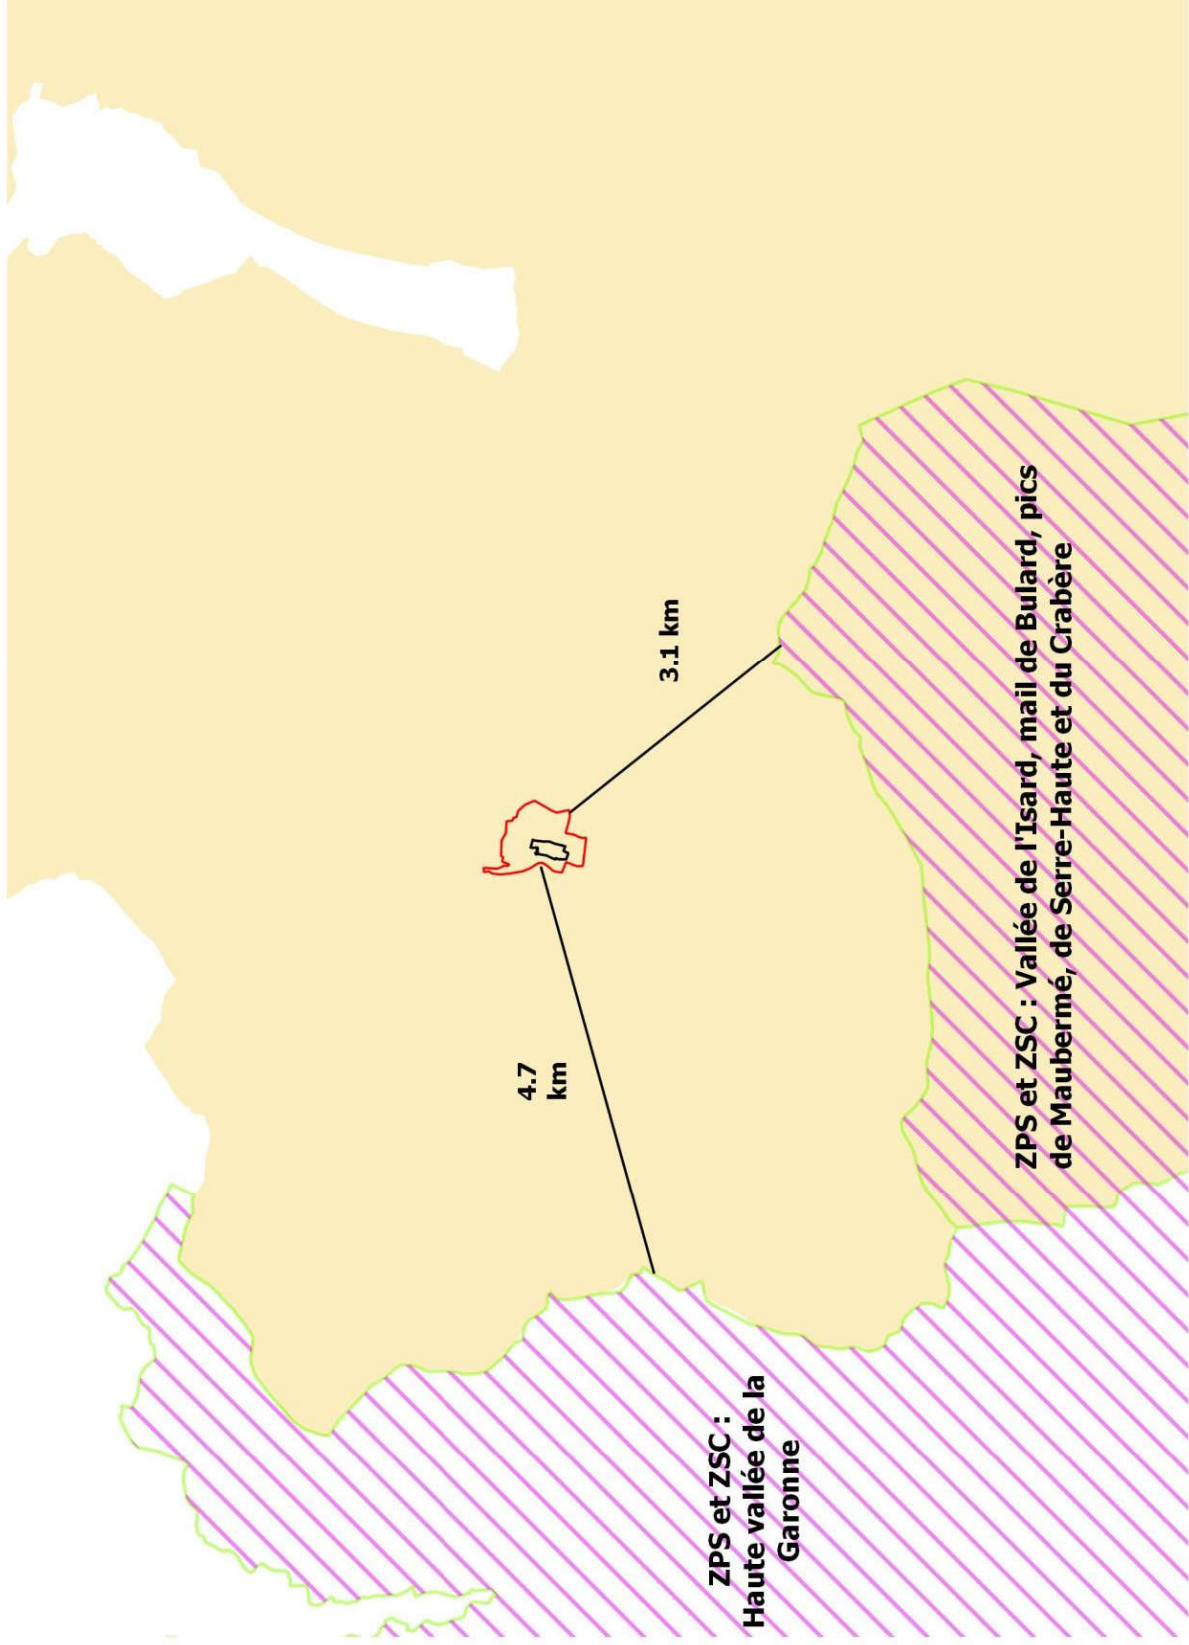 4.7
km
3.1 km
ZPS et ZSC :
Haute vallée de la
Garonne
ZPS et ZSC : Vallée de l'Isard, mail de Bulard, pics
de Maubermé, de Serre-Haute et du Crabère